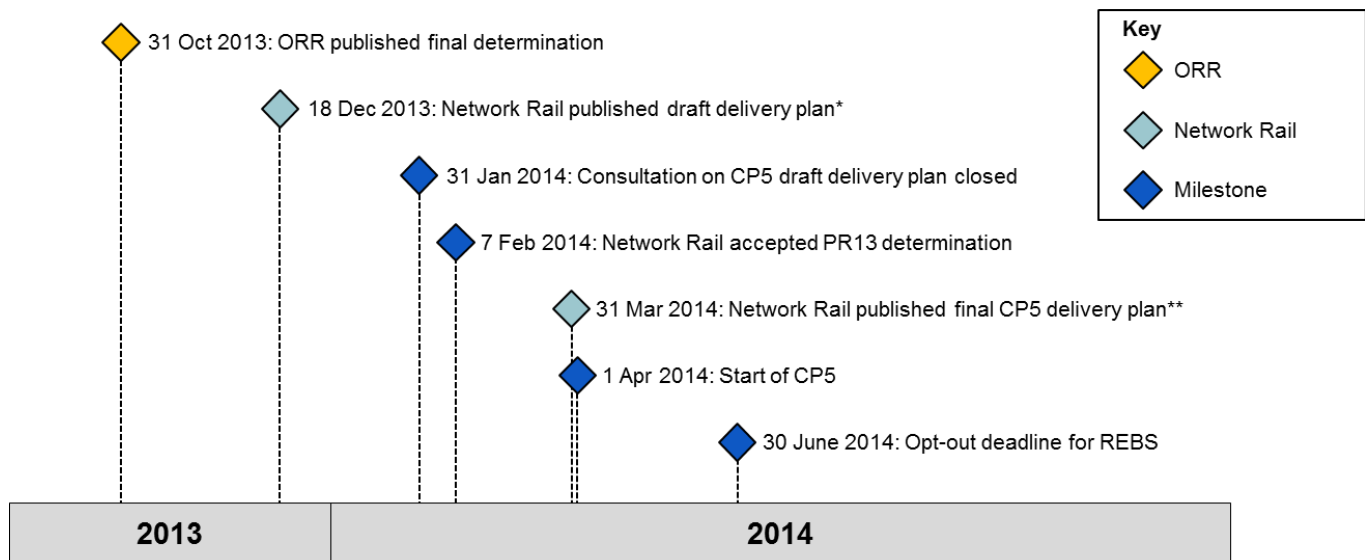 31 Oct 2013: ORR published final determination
18 Dec 2013: Network Rail published draft delivery plan*
31 Jan 2014: Consultation on CP5 draft delivery plan closed
7 Feb 2014: Network Rail accepted PR13 determination
31 Mar 2014: Network Rail published final CP5 delivery plan**
1 Apr 2014: Start of CP5
30 June 2014: Opt-out deadline for REBS
2013
2014
Key
ORR
Network Rail
Milestone